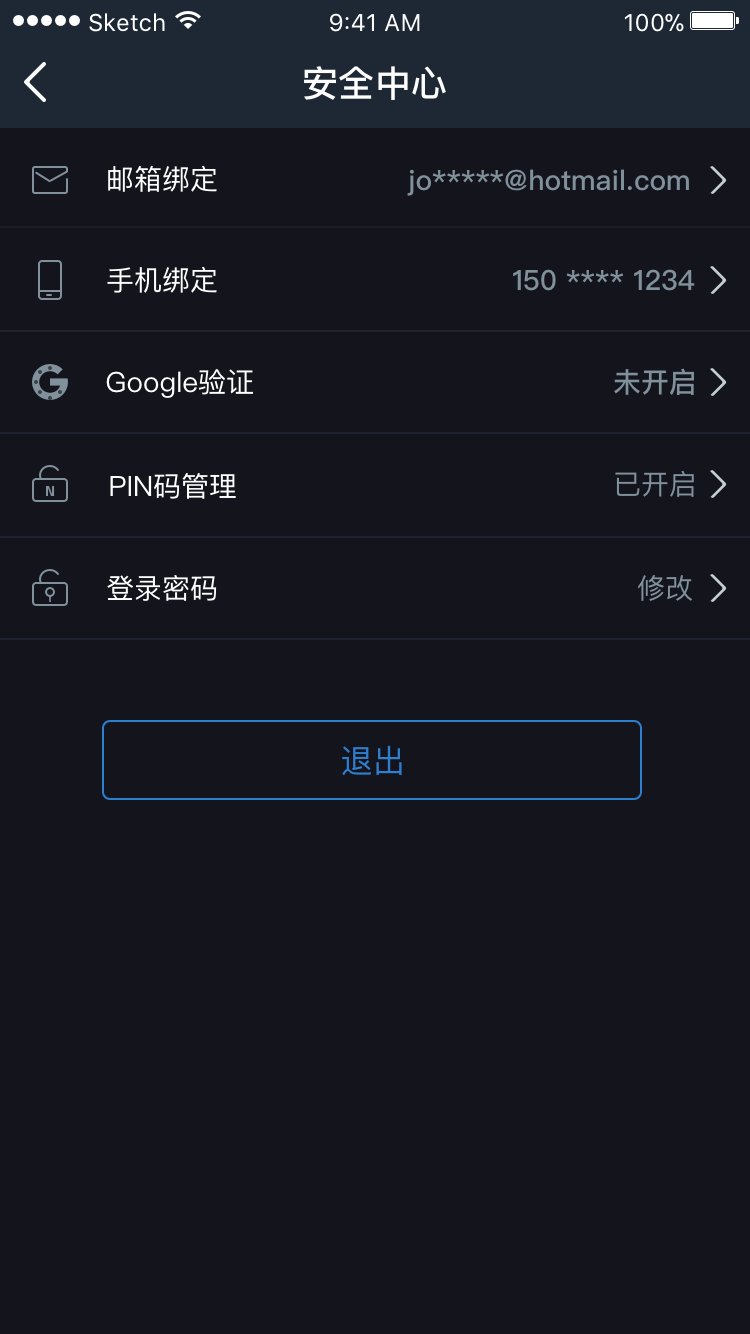 Sketch 9:41 AM 100%
安全中心
邮箱绑定 jo*****@hotmail.com
手机绑定 150 **** 1234
Google验证 未开启
N PIN码管理 已开启
登录密码 修改
退出